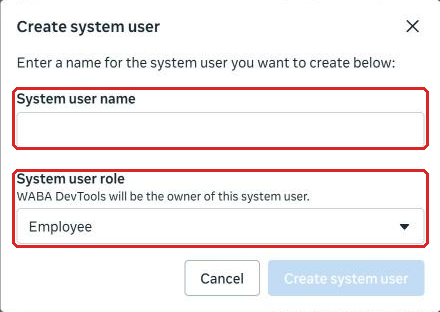 Create system user
Enter a name for the system user you want to create below:
System user name
System user role
WABA DevTools will be the owner of this system user.
Employee
Cancel
Create system user